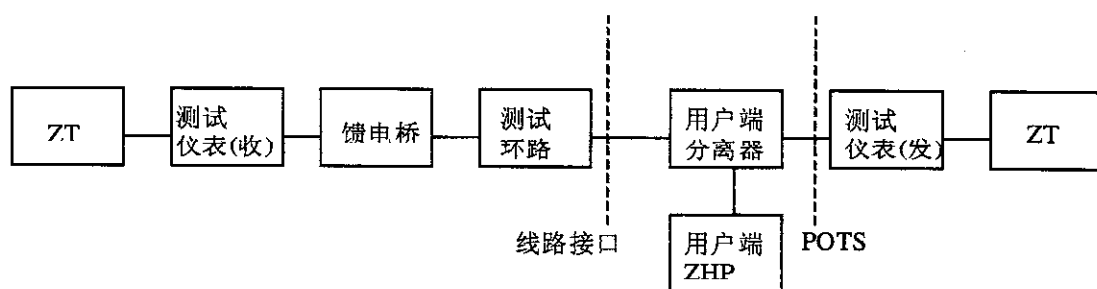 ZT
测试
仪表(收)
馈电桥
测试
环路
用户端
分离器
测试
仪表(发)
ZT
线路接口
用户端
ZHP
POTS